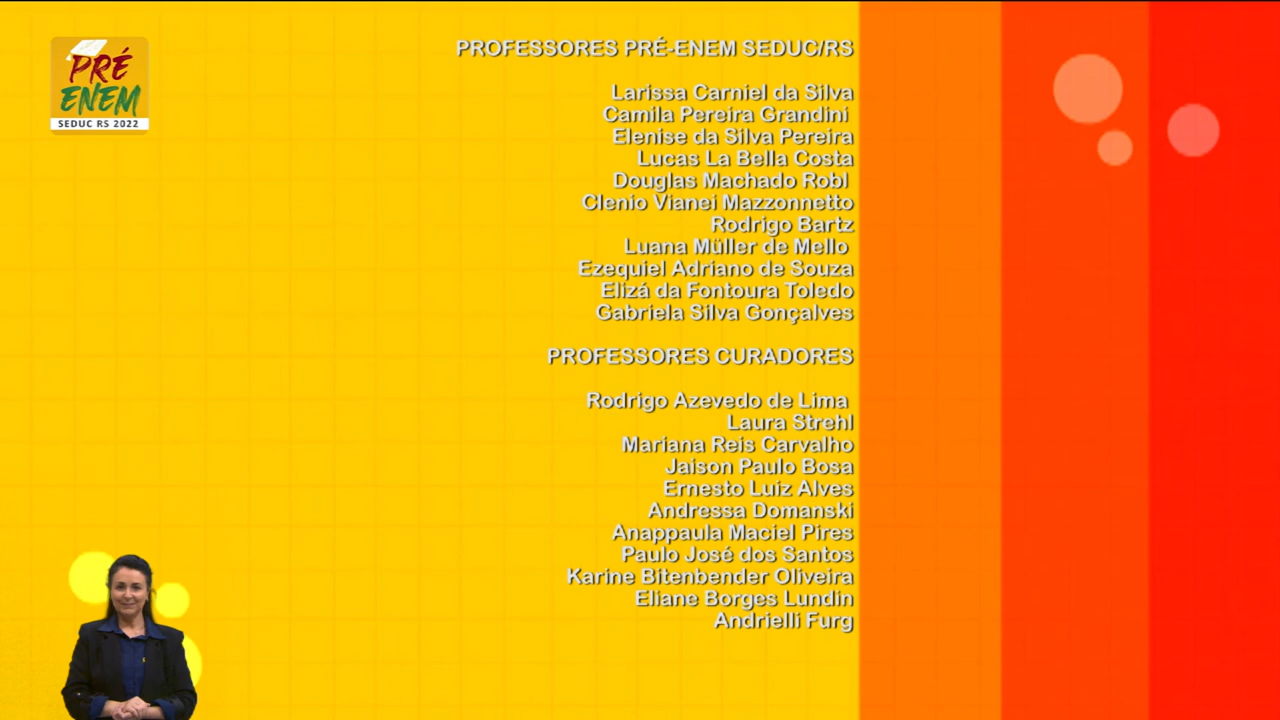 PRÉ
ENEM
SEDUC RS 2022
PROFESSORES PRÉ-ENEM SEDUC/RS
Larissa Carniel da Silva
Camila Pereira Grandini
Elenise da Silva Pereira
Lucas La Bella Costa
Douglas Machado Robl
Clenio Vianei Mazzonnetto
Rodrigo Bartz
Luana Müller de Mello
Ezequiel Adriano de Souza
Elizá da Fontoura Toledo
Gabriela Silva Gonçalves
PROFESSORES CURADORES
Rodrigo Azevedo de Lima
Laura Strehl
Mariana Reis Carvalho
Jaison Paulo Bosa
Ernesto Luiz Alves
Andressa Domanski
Anappaula Maciel Pires
Paulo José dos Santos
Karine Bitenbender Oliveira
Eliane Borges Lundin
Andrielli Furg